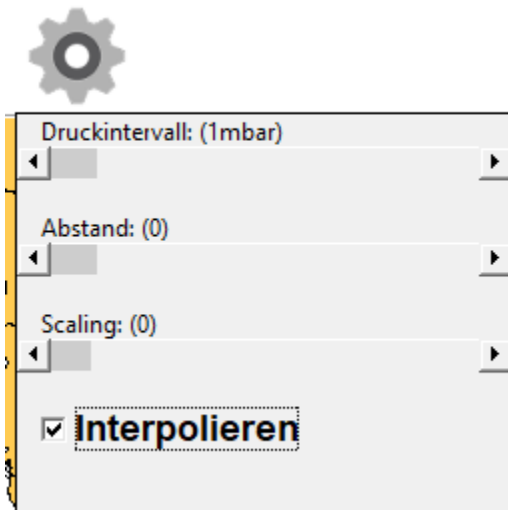 Druckintervall: (1mbar)
Abstand: (0)
Scaling: (0)
Interpolieren